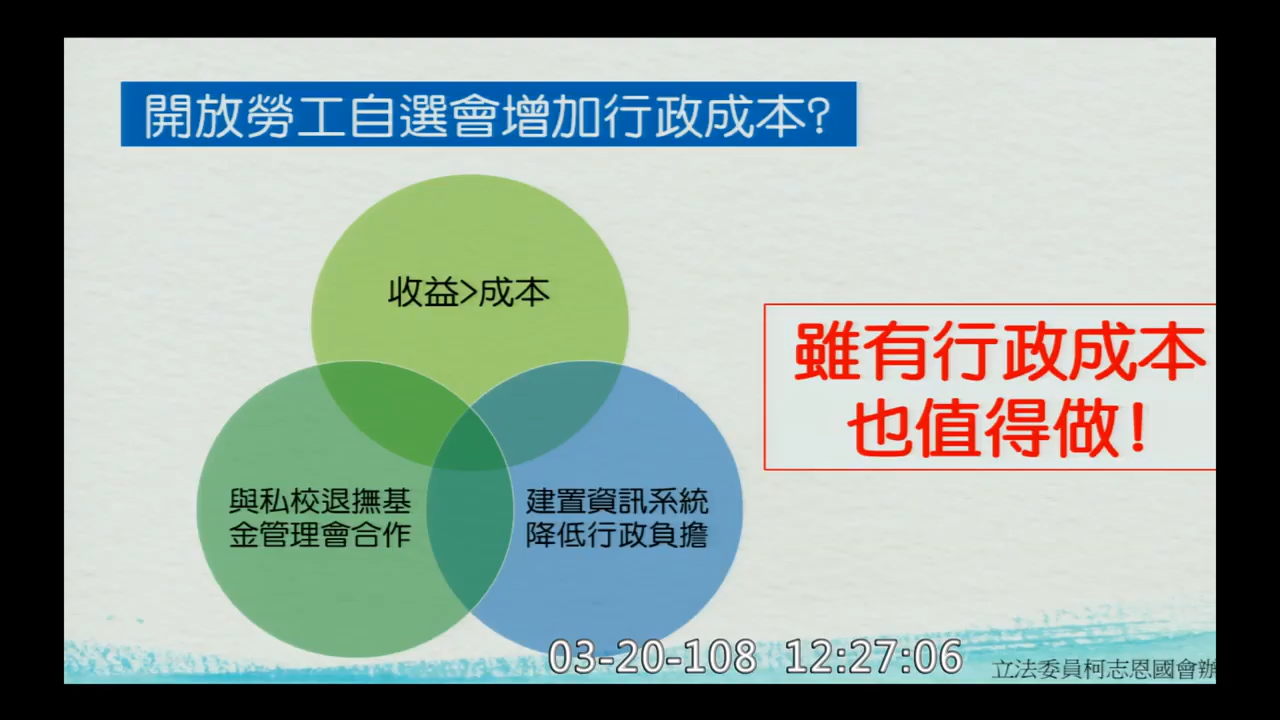 開放勞工自選會增加行政成本?
收益>成本
雖有行政成本
也值得做!
與私校退撫基
金管理會合作
建置資訊系統
降低行政負擔
03-20-108 12:27:06
立法委員柯志恩國會辦